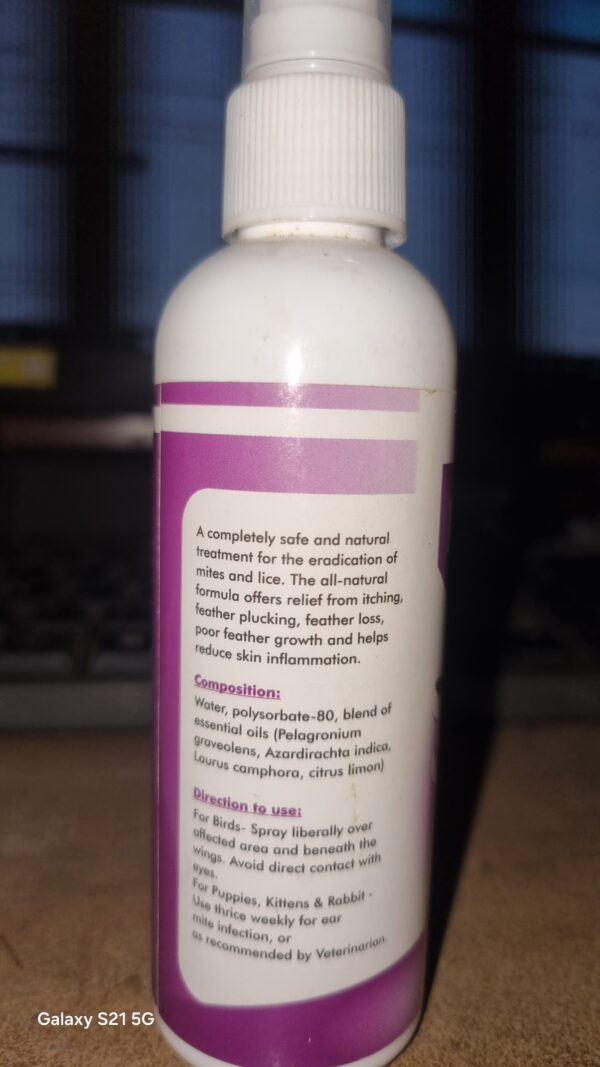 A completely safe and natural
treatment for the eradication of
mites and lice. The all-natural
formula offers relief from itching,
feather plucking, feather loss,
poor feather growth and helps
reduce skin inflammation.
Composition:
Water, polysorbate-80, blend of
essential oils (Pelagronium
graveolens, Azardirachta indica,
Laurus camphora, citrus limon)
Direction to use:
For Birds- Spray liberally over
affected area and beneath the
wings. Avoid direct contact with
eyes.
For Puppies, Kittens & Rabbit -
Use thrice weekly for ear
mite infection, or
as recommended by Veterinarian.
Galaxy S21 5G